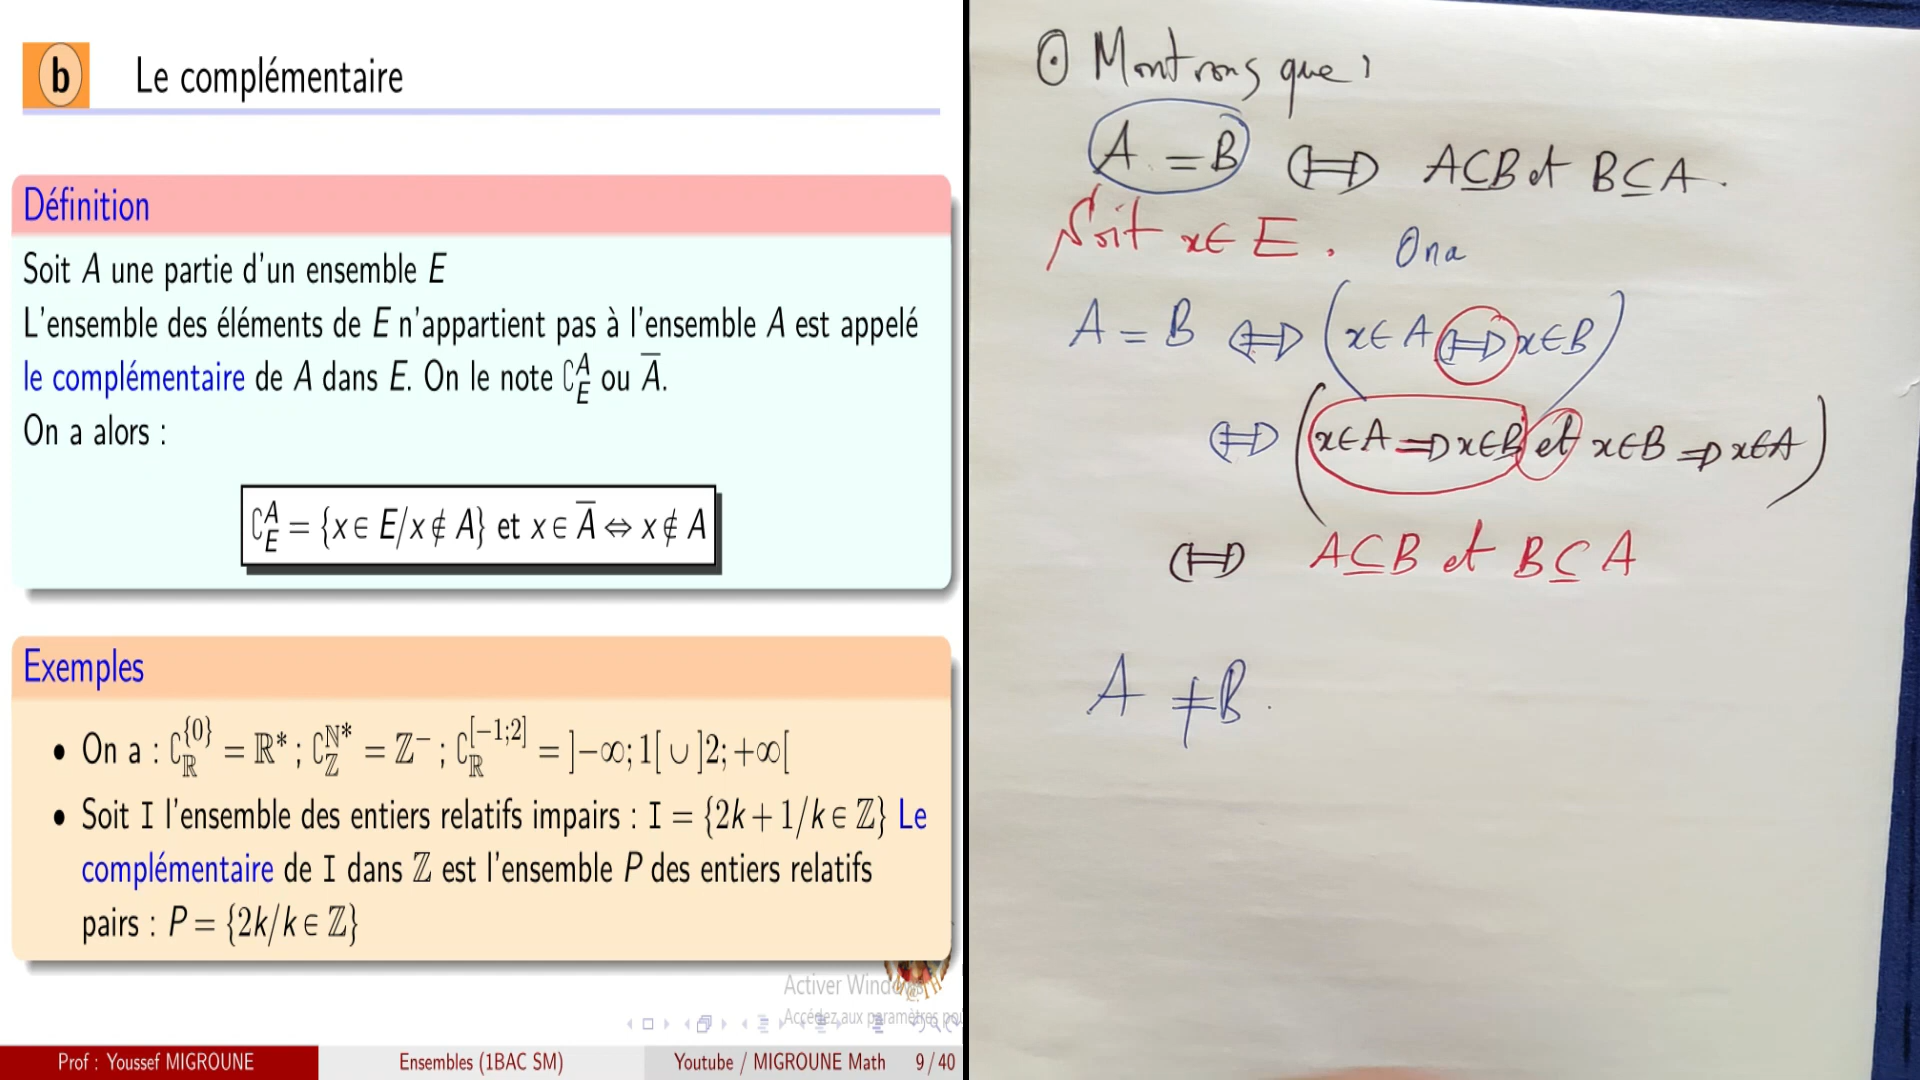 b Le complémentaire
Définition
Soit A une partie d'un ensemble E
L'ensemble des éléments de E n'appartient pas à l'ensemble A est appelé
le complémentaire de A dans E. On le note ∁_E^A ou A̅.
On a alors :
∁_E^A = {x ∈ E/x ∉ A} et x ∈ A̅ ⇔ x ∉ A
Exemples
• On a : ∁_ℝ^{0} = ℝ* ; ∁_ℤ^ℕ* = ℤ⁻ ; ∁_ℝ^[−1;2] = ]−∞; 1[ ∪ ]2; +∞[
• Soit I l'ensemble des entiers relatifs impairs : I = {2k + 1/k ∈ ℤ} Le
complémentaire de I dans ℤ est l'ensemble P des entiers relatifs
pairs : P = {2k/k ∈ ℤ}
Activer
Accédez aux paramètres
Prof : Youssef MIGROUNE Ensembles (1BAC SM) Youtube / MIGROUNE Math 9 / 40
⊙ Montrons que :
A = B ⇔ A ⊆ B et B ⊆ A.
Soit x ∈ E. On a
A = B ⇔ (x ∈ A ⇔ x ∈ B)
⇔ (x ∈ A ⇒ x ∈ B et x ∈ B ⇒ x ∈ A)
⇔ A ⊆ B et B ⊆ A
A ≠ B.